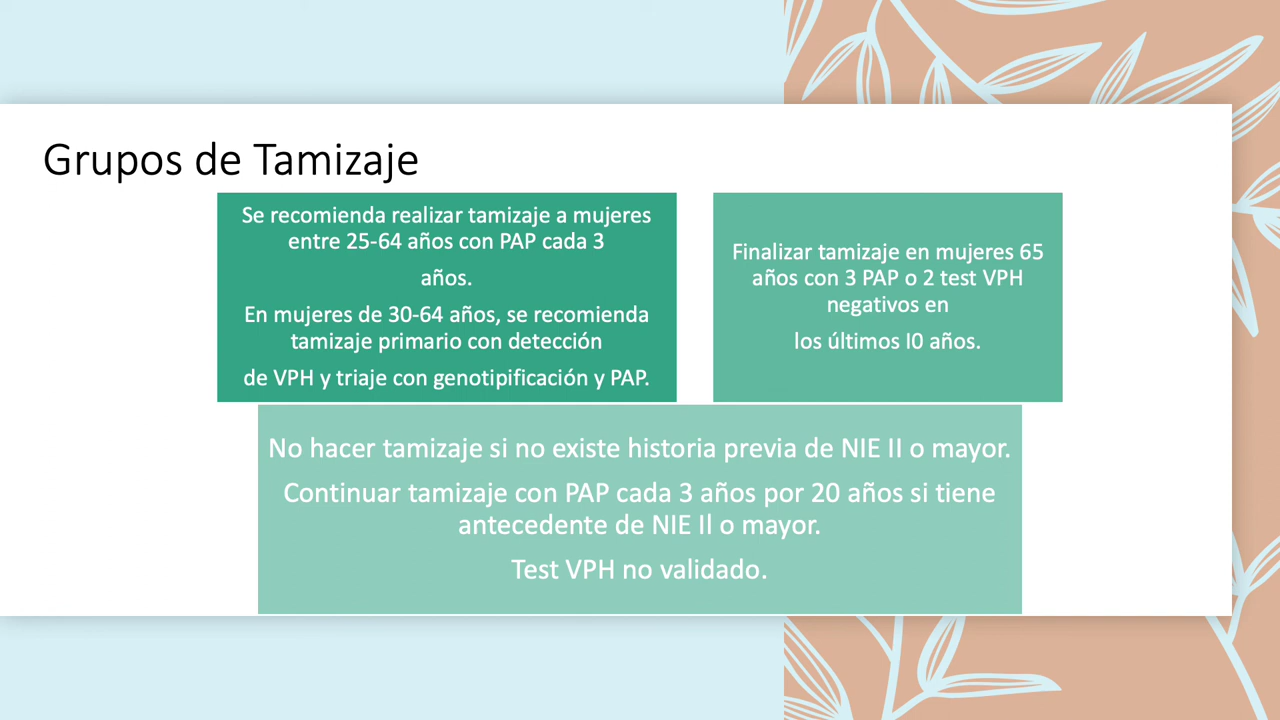 Grupos de Tamizaje
Se recomienda realizar tamizaje a mujeres
entre 25-64 años con PAP cada 3
años.
En mujeres de 30-64 años, se recomienda
tamizaje primario con detección
de VPH y triaje con genotipificación y PAP.
Finalizar tamizaje en mujeres 65
años con 3 PAP o 2 test VPH
negativos en
los últimos I0 años.
No hacer tamizaje si no existe historia previa de NIE II o mayor.
Continuar tamizaje con PAP cada 3 años por 20 años si tiene
antecedente de NIE Il o mayor.
Test VPH no validado.